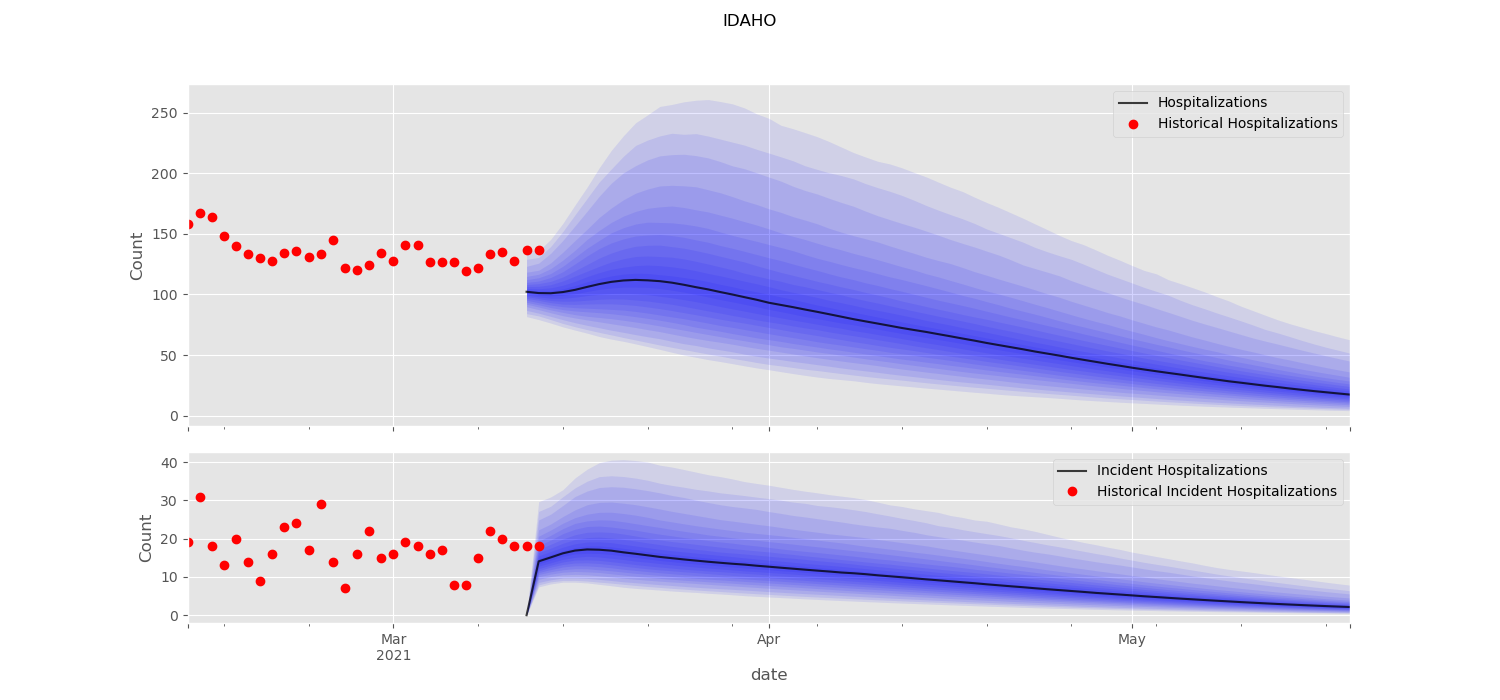 IDAHO
Hospitalizations
Historical Hospitalizations
250
200
150
100
50
0
Count
Incident Hospitalizations
Historical Incident Hospitalizations
40
30
20
10
0
Count
Mar
2021
Apr
May
date